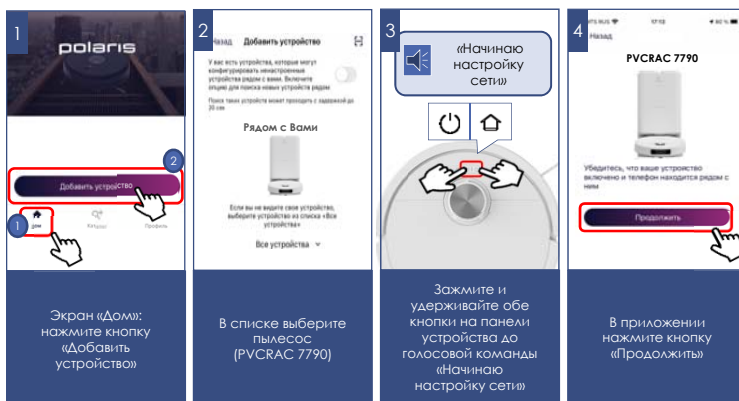 1
polaris
2
Добавить устройство
1
Дом
Профиль
Экран «Дом»:
нажмите кнопку
«Добавить
устройство»
2
Назад
Добавить устройство
У вас есть устройства, которые могут
конфигурировать ненастроенные
устройства рядом с вами. Включите
опцию для поиска новых устройств рядом
Поиск таких устройств может проходить с задержкой до
20 сек
Рядом с Вами
Если вы не видите свое устройство,
выберите устройство из списка «Все
устройства»
Все устройства
В списке выберите
пылесос
(PVCRAC 7790)
3
«Начинаю
настройку
сети»
Зажмите и
удерживайте обе
кнопки на панели
устройства до
голосовой команды
«Начинаю
настройку сети»
4
Назад
PVCRAC 7790
Убедитесь, что ваше устройство
включено и телефон находится рядом с
ним
Продолжить
В приложении
нажмите кнопку
«Продолжить»